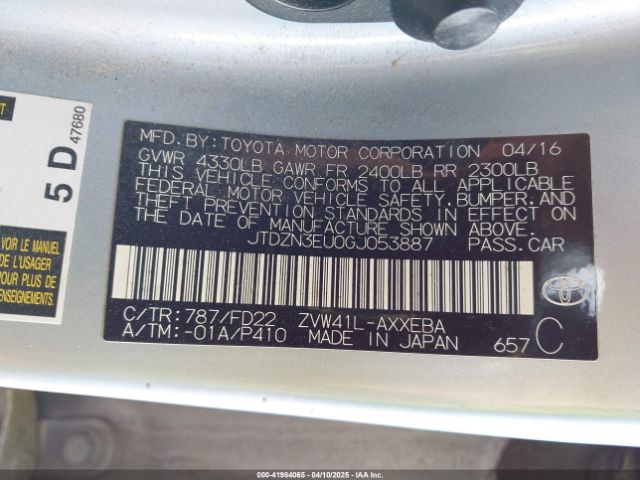 NT
5 D
47680
VOIR LE
MANUEL
DE L'USAGER
POUR PLUS DE
RENSEIGNEMENTS.
MFD.BY:TOYOTA MOTOR CORPORATION 04/16
GVWR 4330LB GAWR FR 2400LB RR 2300LB
THIS VEHICLE CONFORMS TO ALL APPLICABLE
FEDERAL MOTOR VEHICLE SAFETY,BUMPER,AND
THEFT PREVENTION STANDARDS IN EFFECT ON
THE DATE OF MANUFACTURE SHOWN ABOVE.
JTDZN3EU0GJ053887 PASS.CAR
C/TR:787/FD22 ZVW41L-AXXEBA
A/TM:-01A/P410 MADE IN JAPAN 657 C
TOYOTA
000-41984065 - 04/10/2025 - IAA Inc.